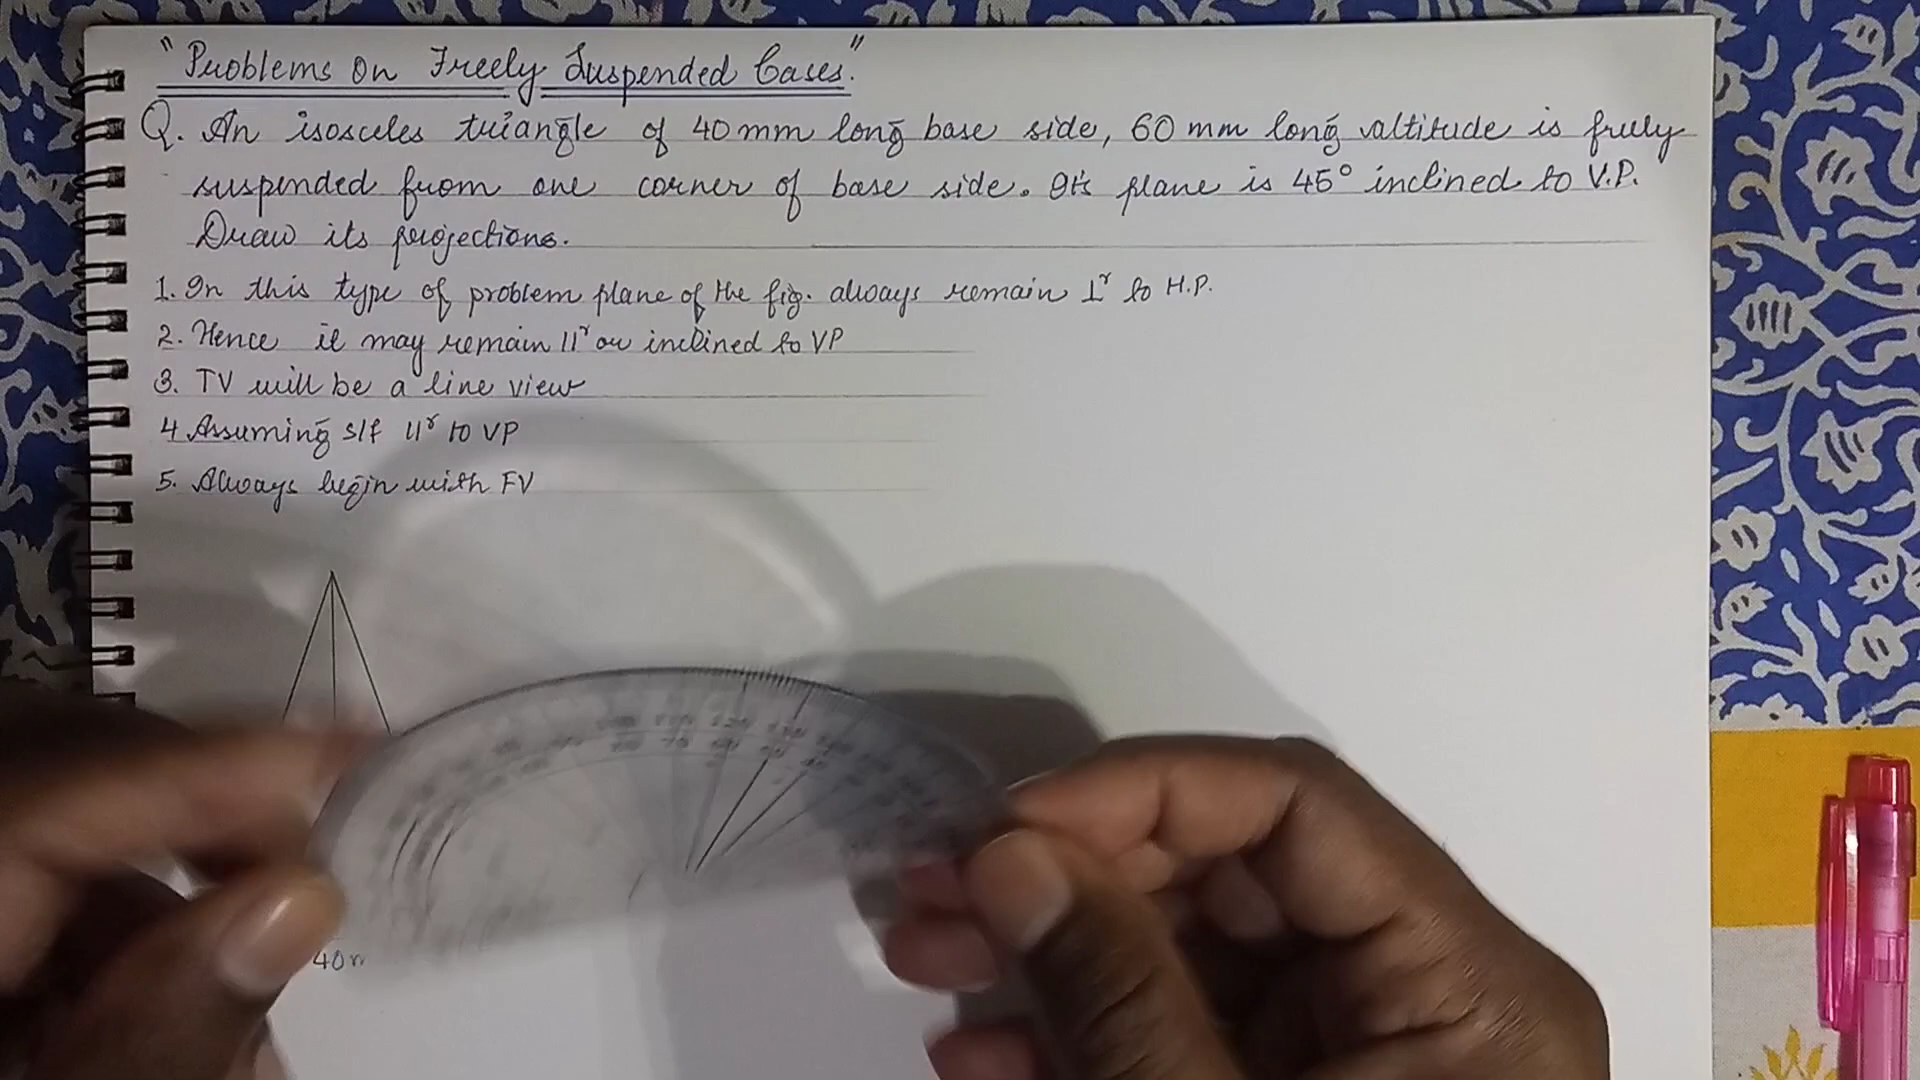 "Problems On Freely Suspended Cases."
Q. An isosceles triangle of 40 mm long base side, 60 mm long altitude is freely
suspended from one corner of base side. It's plane is 45° inclined to V.P.
Draw its projections.
1. In this type of problem plane of the fig. always remain ⊥ʳ to H.P.
2. Hence it may remain 11ʳ or inclined to VP
3. TV will be a line view
4 Assuming s/f 11ʳ to VP
5. Always begin with FV
40